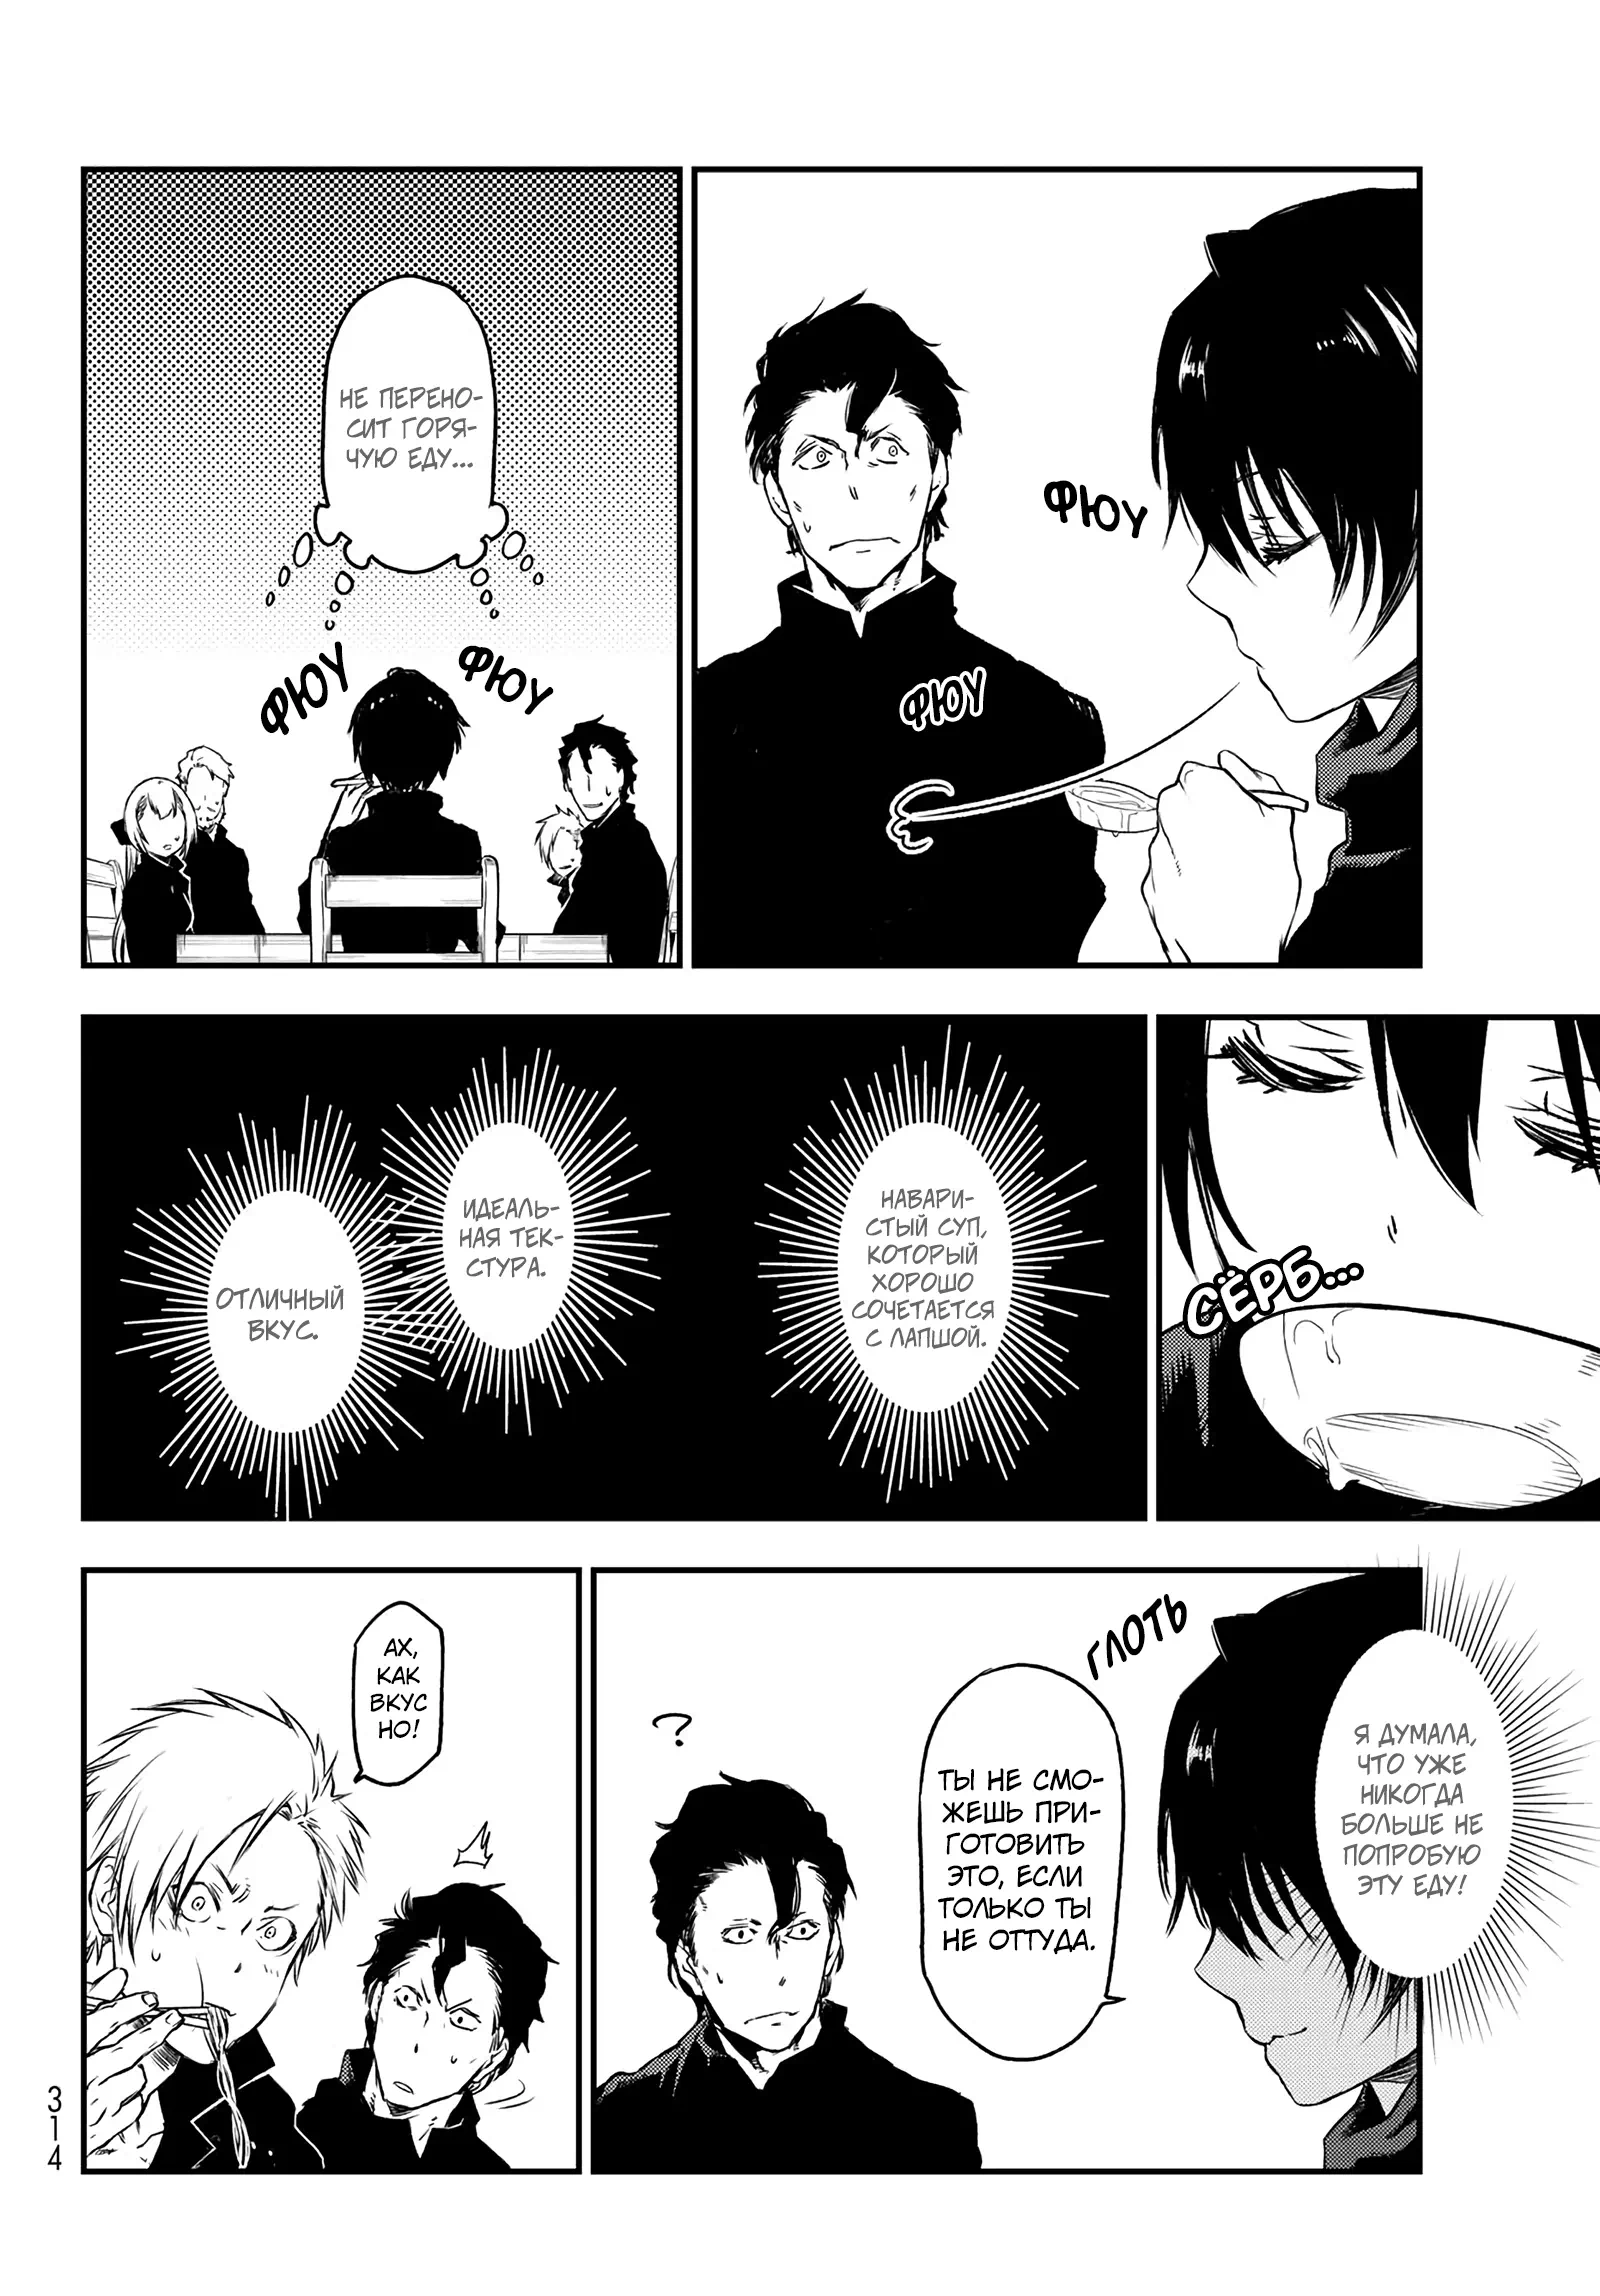 ФЮУ
ФЮУ
НЕ ПЕРЕНО-
СИТ ГОРЯ-
ЧУЮ ЕДУ...
ФЮУ
ФЮУ
СЁРБ...
НАВАРИ-
СТЫЙ СУП,
КОТОРЫЙ
ХОРОШО
СОЧЕТАЕТСЯ
С ЛАПШОЙ.
ИДЕАЛЬ-
НАЯ ТЕК-
СТУРА.
ОТЛИЧНЫЙ
ВКУС.
Я ДУМАЛА,
ЧТО УЖЕ
НИКОГДА
БОЛЬШЕ НЕ
ПОПРОБУЮ
ЭТУ ЕДУ!
ГЛОТЬ
ТЫ НЕ СМО-
ЖЕШЬ ПРИ-
ГОТОВИТЬ
ЭТО, ЕСЛИ
ТОЛЬКО ТЫ
НЕ ОТТУДА.
?
АХ,
КАК
ВКУС
НО!
314